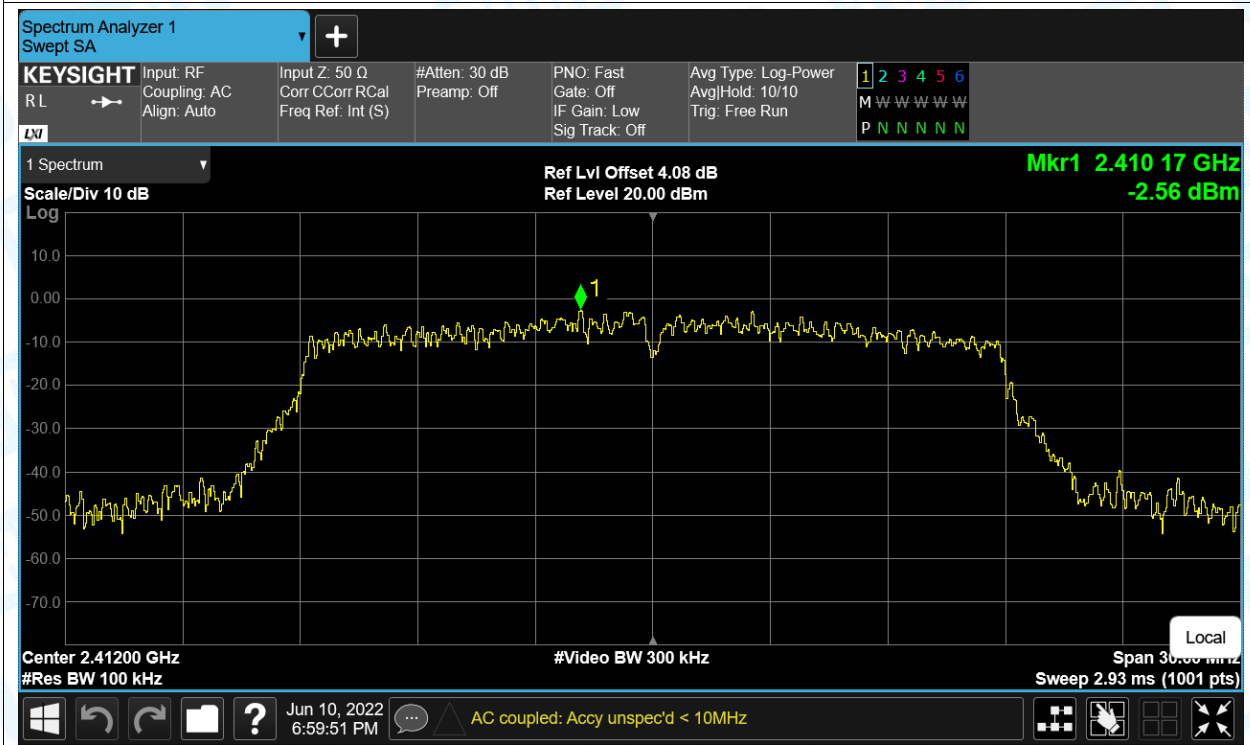 Spectrum Analyzer 1
Swept SA
KEYSIGHT
R L
LXI
Input: RF
Coupling: AC
Align: Auto
Input Z: 50 Ω
Corr CCorr RCal
Freq Ref: Int (S)
#Atten: 30 dB
Preamp: Off
PNO: Fast
Gate: Off
IF Gain: Low
Sig Track: Off
Avg Type: Log-Power
Avg|Hold: 10/10
Trig: Free Run
1 2 3 4 5 6
M W W W W W
P N N N N N
1 Spectrum
Scale/Div 10 dB
Log
Ref Lvl Offset 4.08 dB
Ref Level 20.00 dBm
Mkr1 2.410 17 GHz
-2.56 dBm
1
10.0
0.00
-10.0
-20.0
-30.0
-40.0
-50.0
-60.0
-70.0
Local
Center 2.41200 GHz
#Video BW 300 kHz
Span 30.00 MHz
#Res BW 100 kHz
Sweep 2.93 ms (1001 pts)
?
Jun 10, 2022
6:59:51 PM
AC coupled: Accy unspec'd < 10MHz